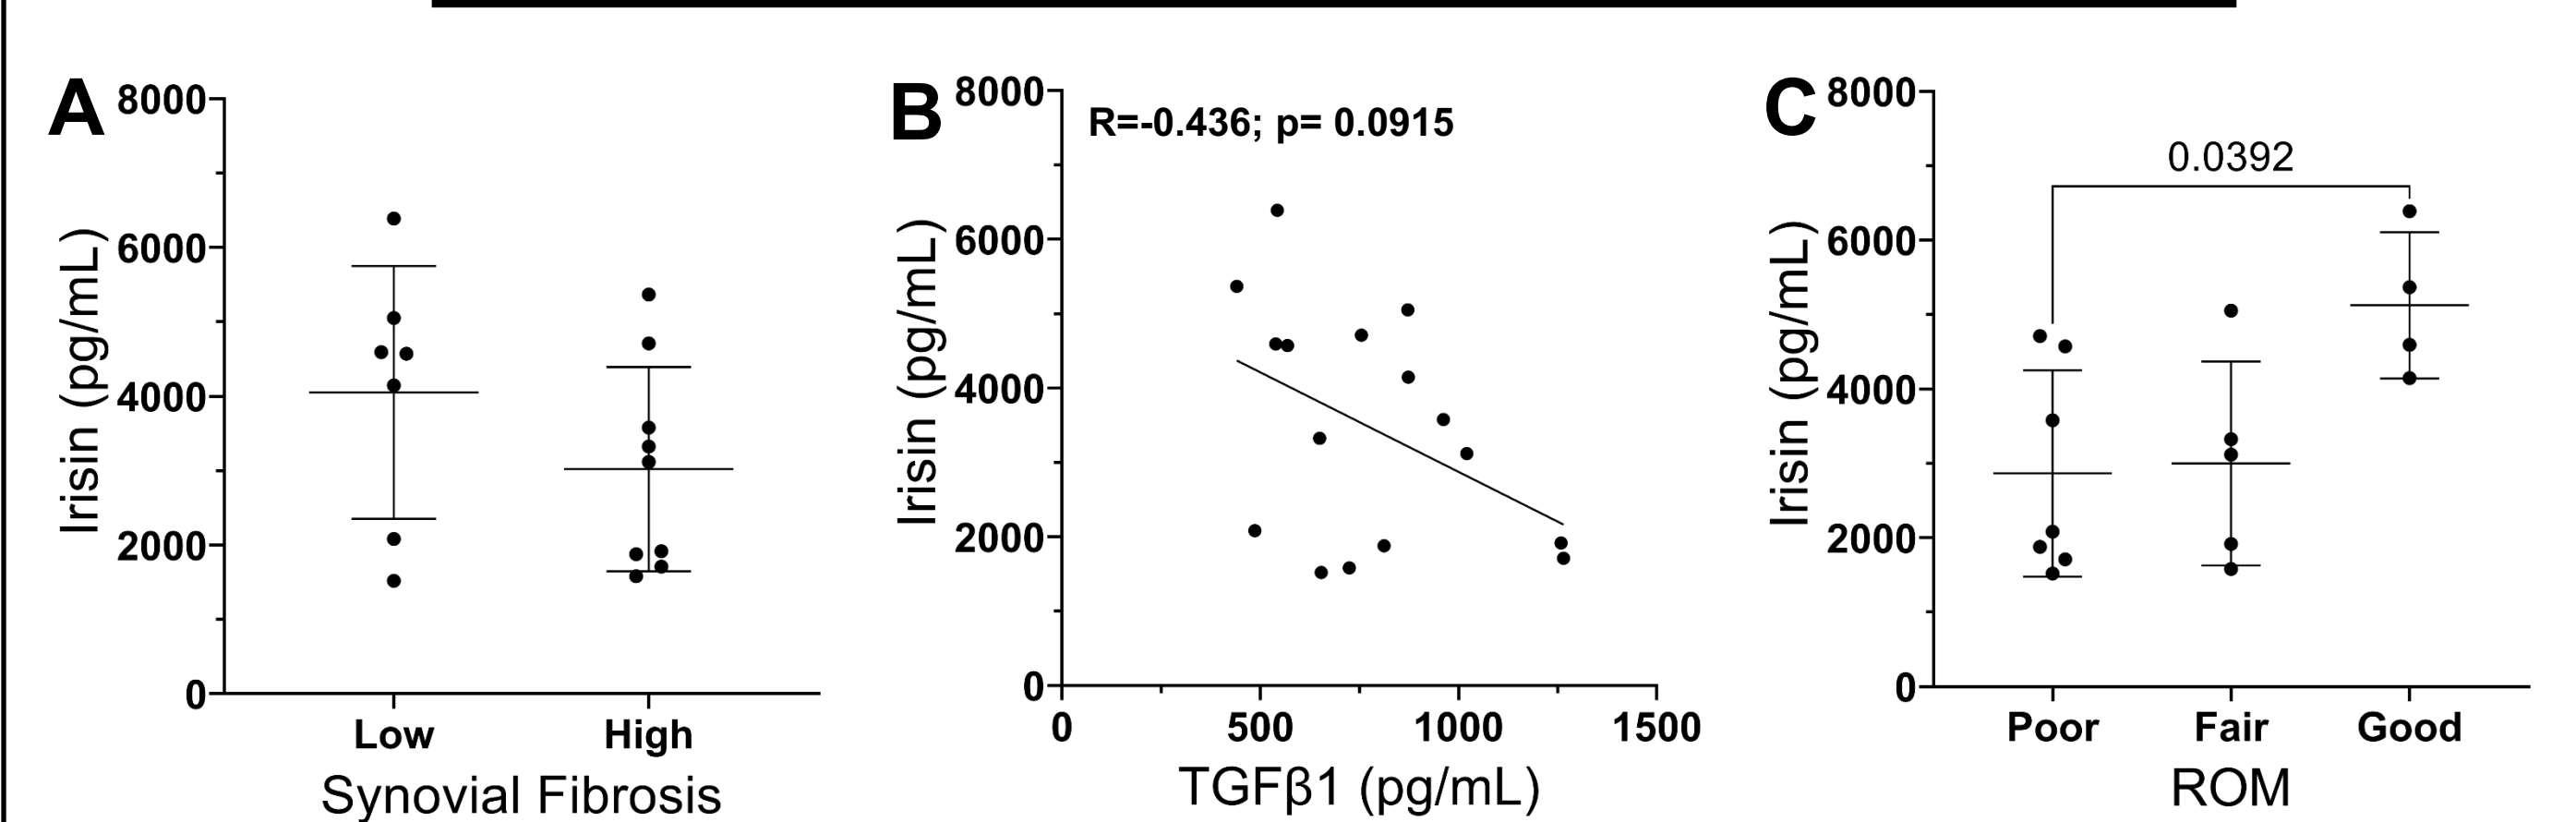 A
8000
6000
4000
2000
0
Irisin (pg/mL)
Low High
Synovial Fibrosis
B
R=-0.436; p= 0.0915
8000
6000
4000
2000
0
Irisin (pg/mL)
0 500 1000 1500
TGFβ1 (pg/mL)
C
0.0392
8000
6000
4000
2000
0
Irisin (pg/mL)
Poor Fair Good
ROM